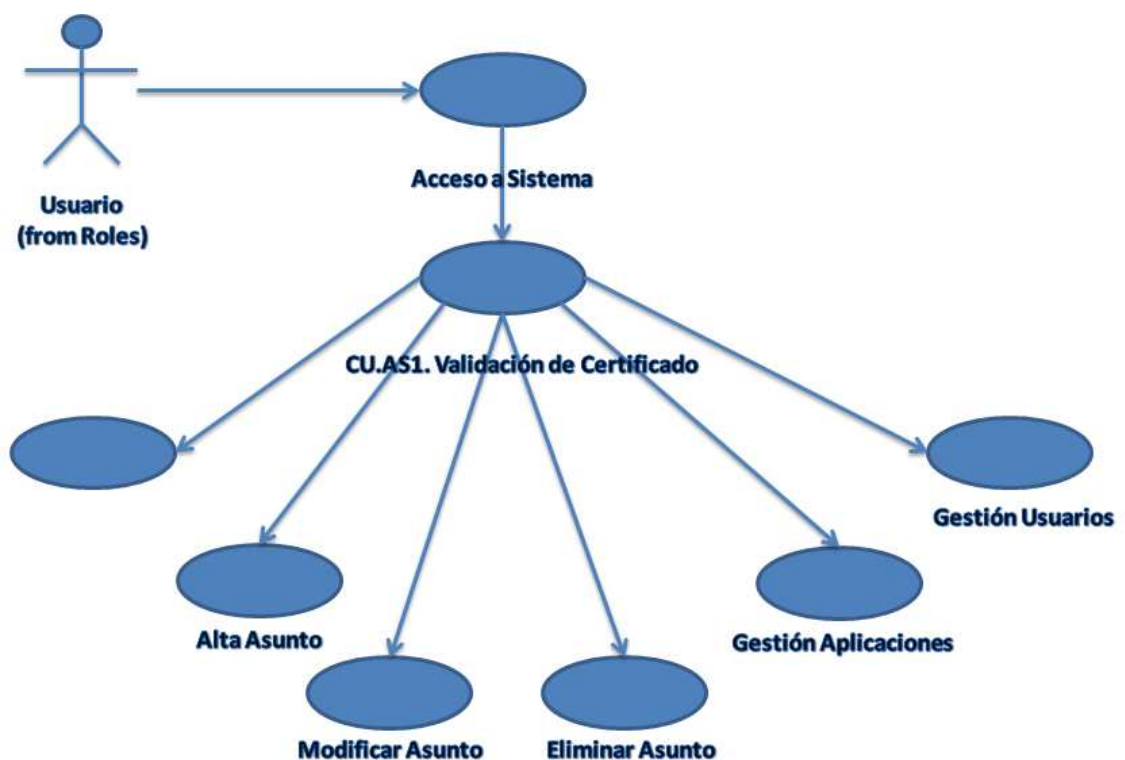 Usuario
(from Roles)
Acceso a Sistema
CU.AS1. Validación de Certificado
Gestión Usuarios
Alta Asunto
Gestión Aplicaciones
Modificar Asunto
Eliminar Asunto